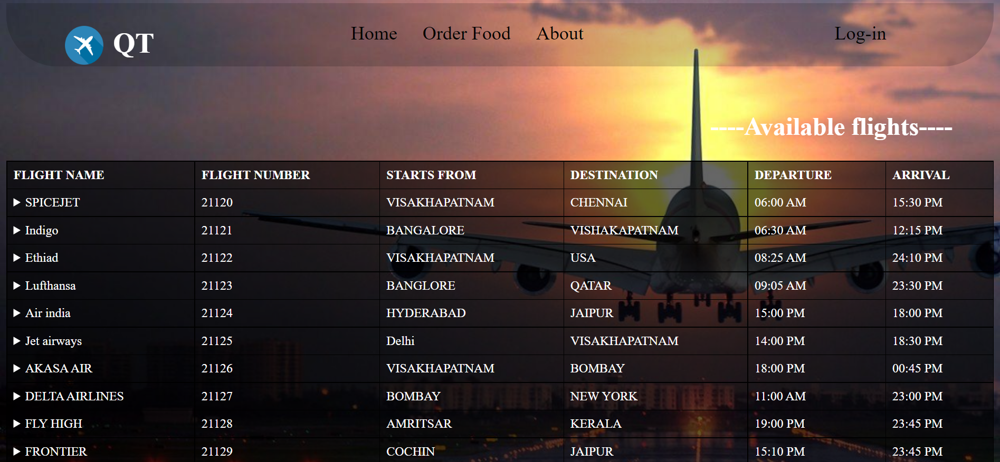 QT
Home Order Food About Log-in
----Available flights----
FLIGHT NAME FLIGHT NUMBER STARTS FROM DESTINATION DEPARTURE ARRIVAL
SPICEJET 21120 VISAKHAPATNAM CHENNAI 06:00 AM 15:30 PM
Indigo 21121 BANGALORE VISHAKAPATNAM 06:30 AM 12:15 PM
Ethiad 21122 VISAKHAPATNAM USA 08:25 AM 24:10 PM
Lufthansa 21123 BANGLORE QATAR 09:05 AM 23:30 PM
Air india 21124 HYDERABAD JAIPUR 15:00 PM 18:00 PM
Jet airways 21125 Delhi VISAKHAPATNAM 14:00 PM 18:30 PM
AKASA AIR 21126 VISAKHAPATNAM BOMBAY 18:00 PM 00:45 PM
DELTA AIRLINES 21127 BOMBAY NEW YORK 11:00 AM 23:00 PM
FLY HIGH 21128 AMRITSAR KERALA 19:00 PM 23:45 PM
FRONTIER 21129 COCHIN JAIPUR 15:10 PM 23:45 PM